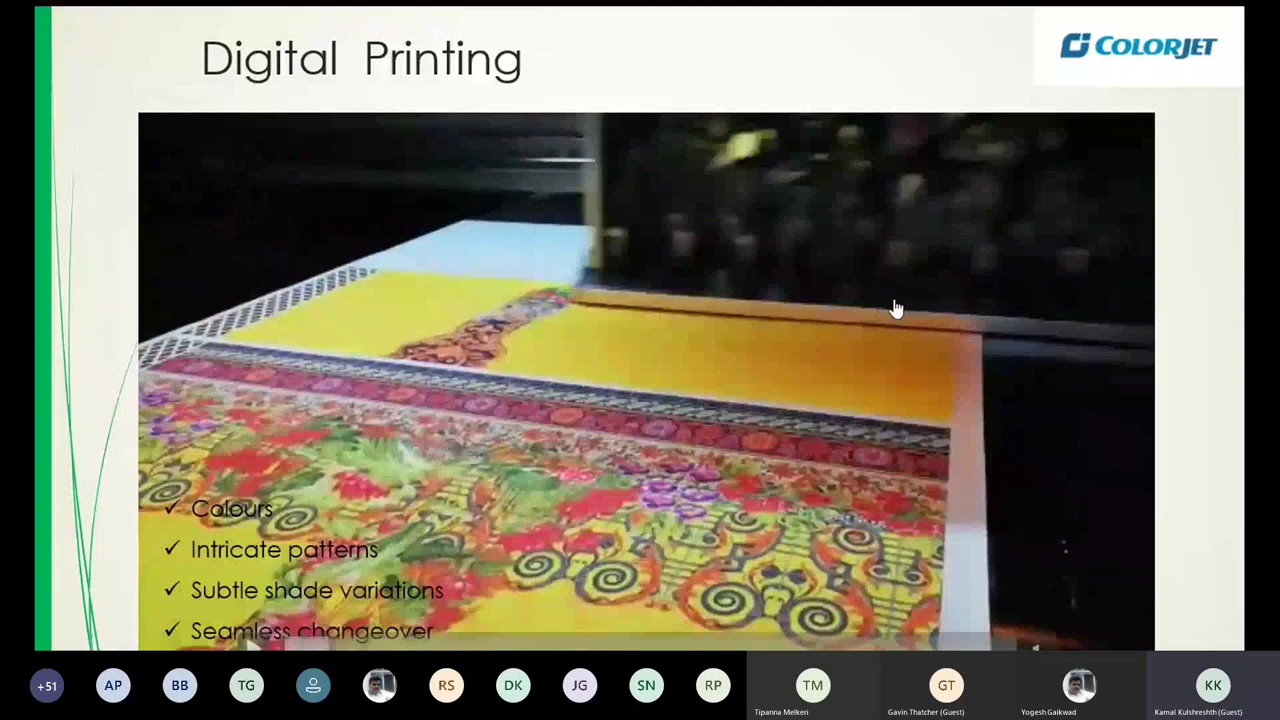 Digital Printing
COLORJET
✓ Colours
✓ Intricate patterns
✓ Subtle shade variations
✓ Seamless changeover
+51
AP
BB
TG
RS
DK
JG
SN
RP
TM
GT
KK
Tipanna Melkeri
Gavin Thatcher (Guest)
Yogesh Gaikwad
Kamal Kulshreshth (Guest)